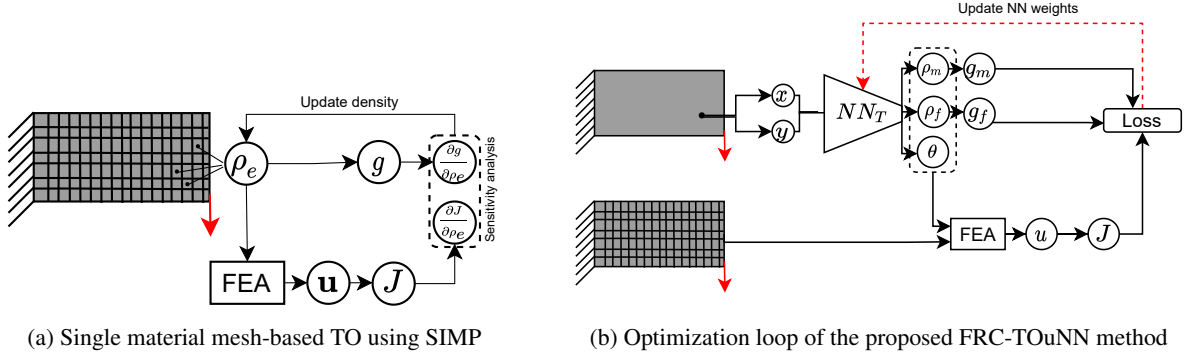 Update density
ρe
g
∂g
∂ρe
∂J
∂ρe
Sensitivity analysis
FEA
u
J
(a) Single material mesh-based TO using SIMP
Update NN weights
x
y
NNT
ρm
gm
ρf
gf
θ
Loss
FEA
u
J
(b) Optimization loop of the proposed FRC-TOuNN method